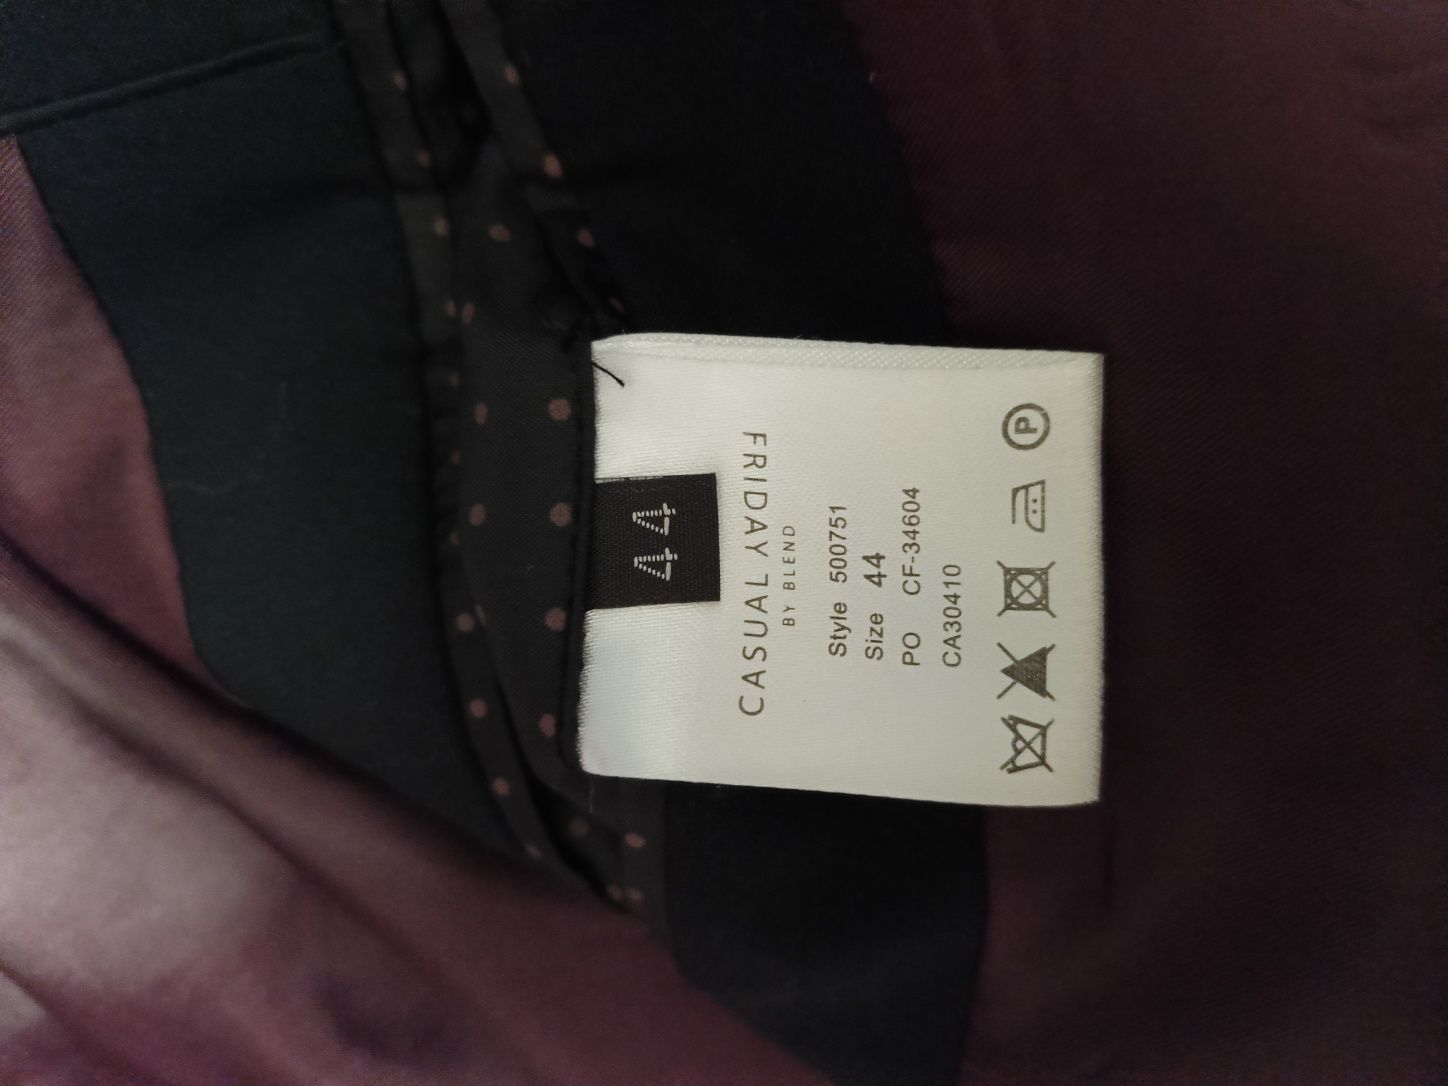 44
CASUAL FRIDAY
BY BLEND
Style 500751
Size 44
PO CF-34604
CA30410
P